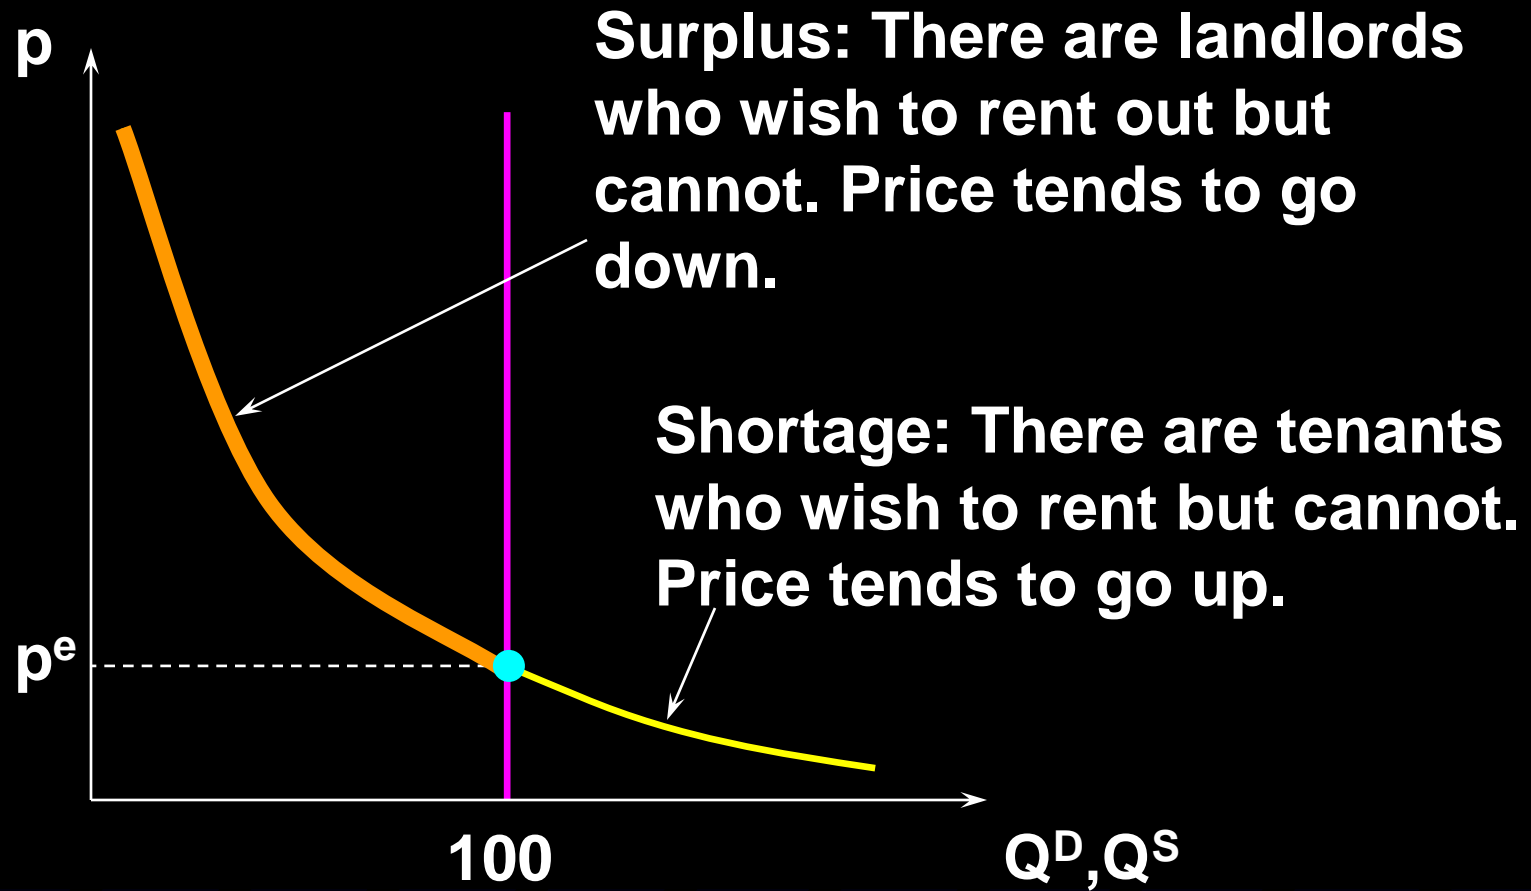 p
Surplus: There are landlords
who wish to rent out but
cannot. Price tends to go
down.
Shortage: There are tenants
who wish to rent but cannot.
Price tends to go up.
pᵉ
100
Qᴰ,Qˢ